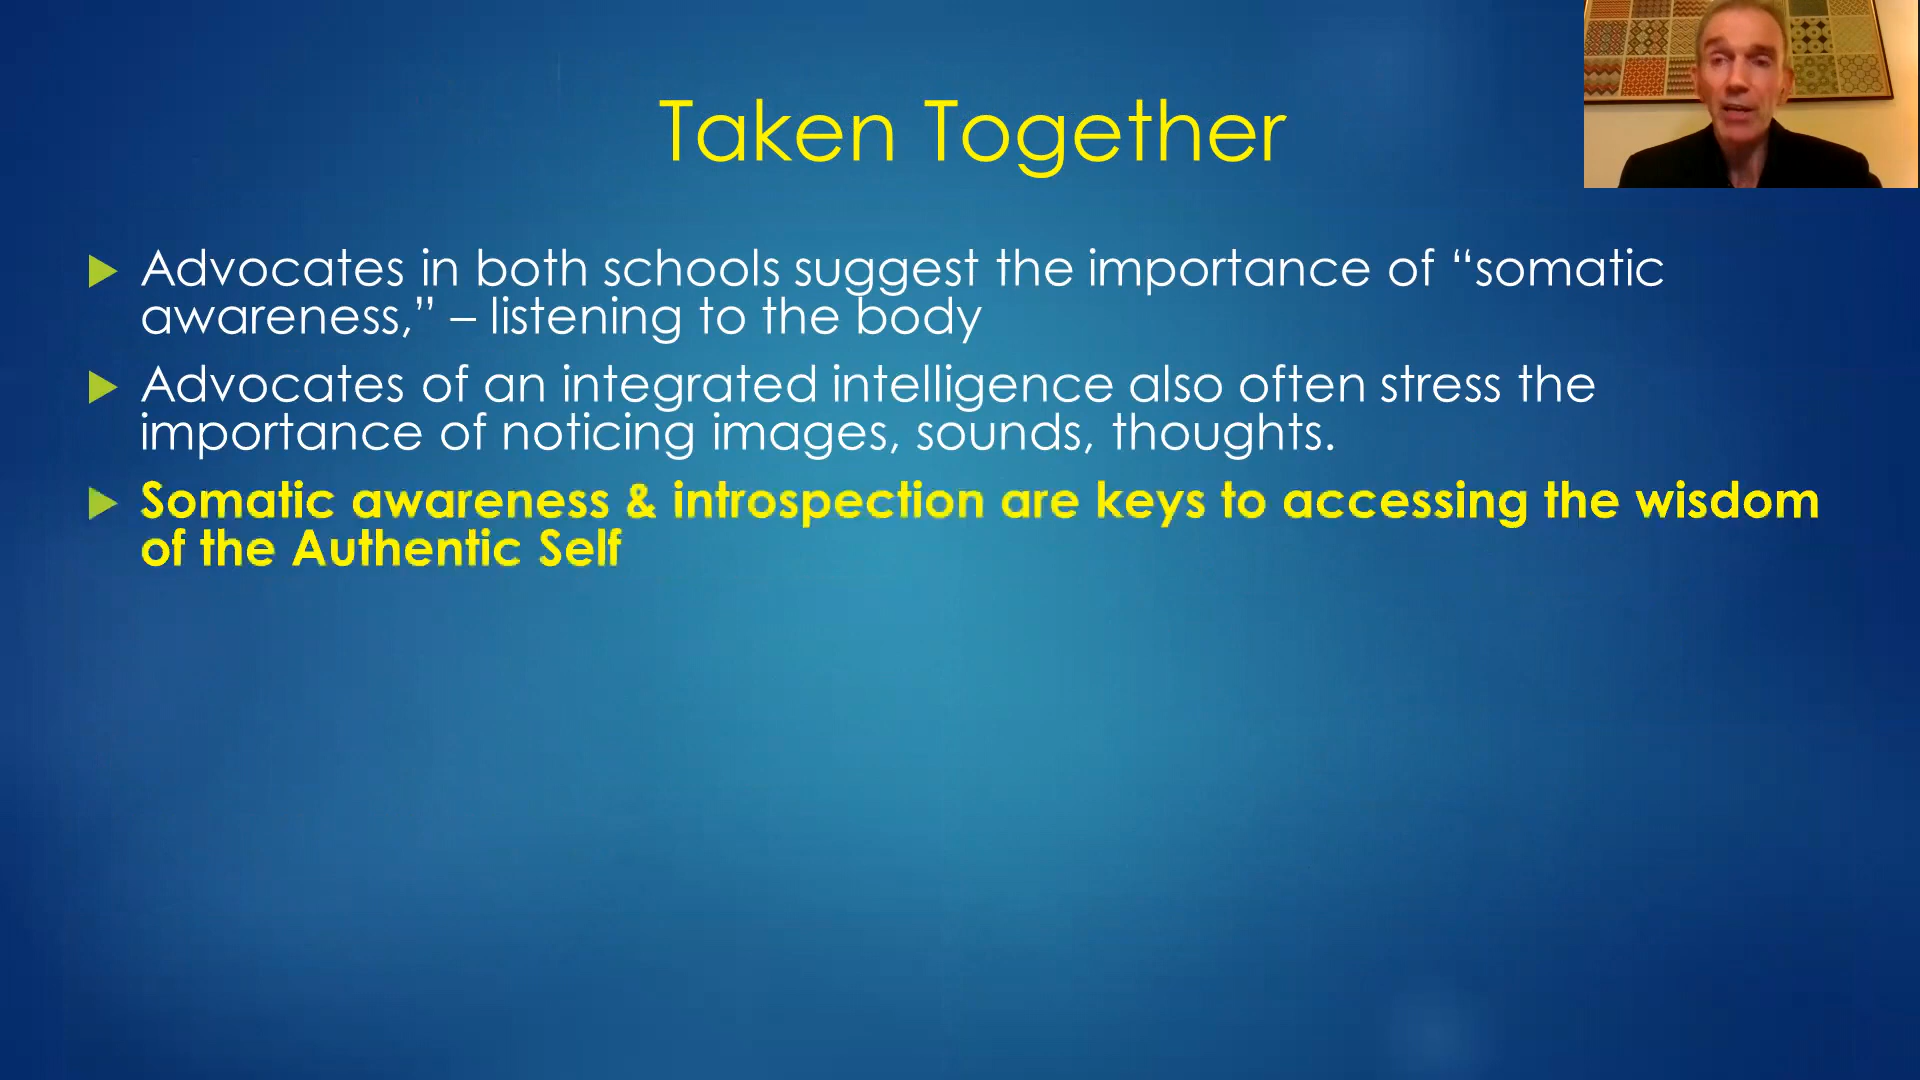 Taken Together
Advocates in both schools suggest the importance of “somatic
awareness,” – listening to the body
Advocates of an integrated intelligence also often stress the
importance of noticing images, sounds, thoughts.
Somatic awareness & introspection are keys to accessing the wisdom
of the Authentic Self